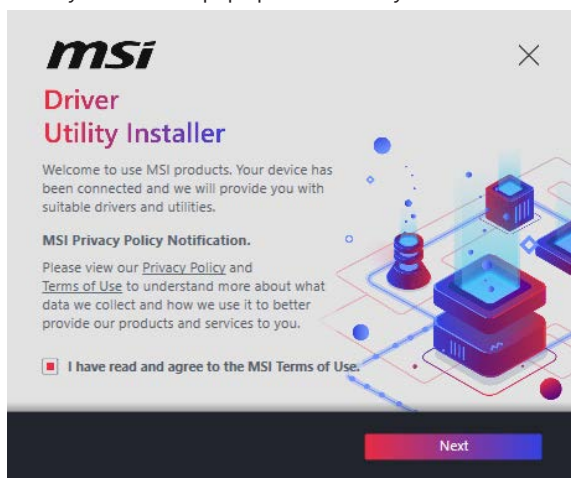 msi
Driver
Utility Installer
Welcome to use MSI products. Your device has
been connected and we will provide you with
suitable drivers and utilities.
MSI Privacy Policy Notification.
Please view our Privacy Policy and
Terms of Use to understand more about what
data we collect and how we use it to better
provide our products and services to you.
I have read and agree to the MSI Terms of Use.
Next